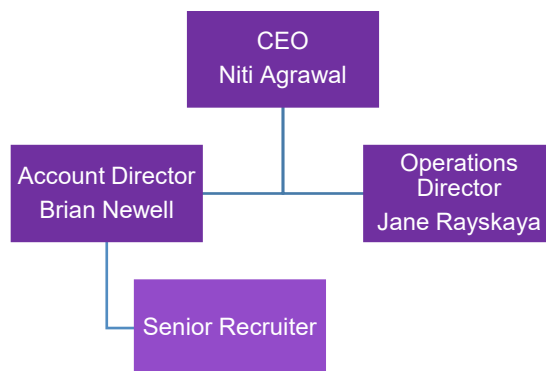 CEO
Niti Agrawal
Account Director
Brian Newell
Operations
Director
Jane Rayskaya
Senior Recruiter